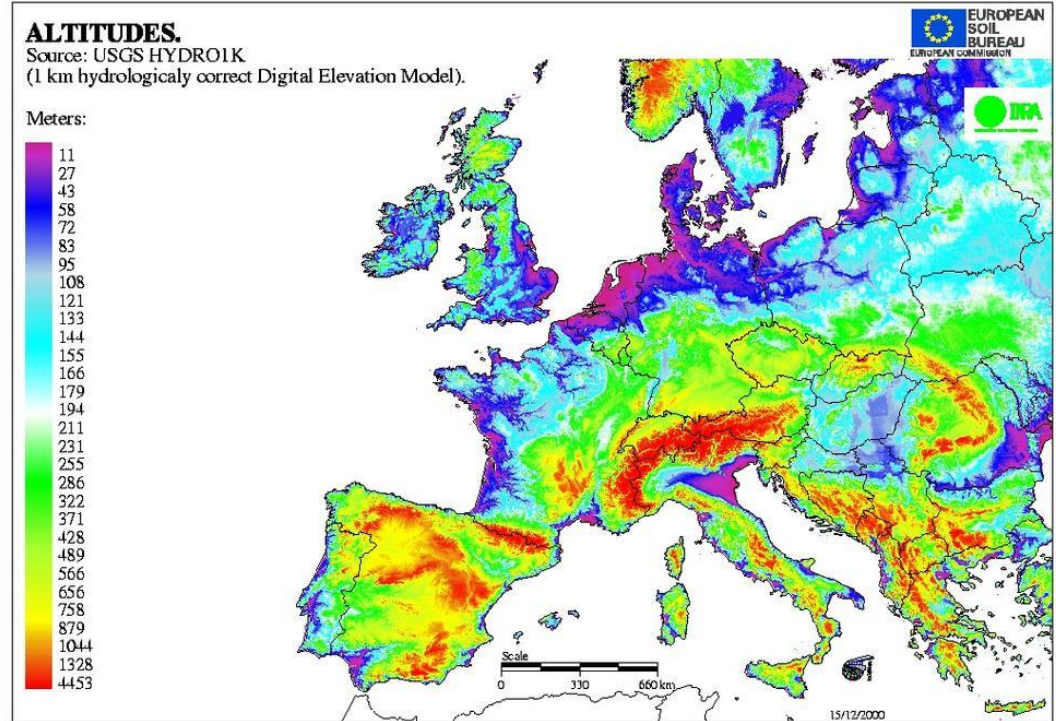 ALTITUDES.
Source: USGS HYDRO1K
(1 km hydrologicaly correct Digital Elevation Model).
EUROPEAN
SOIL
BUREAU
EUROPEAN COMMISSION
INRA
Meters:
11
27
43
58
72
83
95
108
121
133
144
155
179
194
211
231
255
286
322
371
428
489
566
656
758
879
1044
1328
4453
Scale
0 330 660 km
15/12/2000